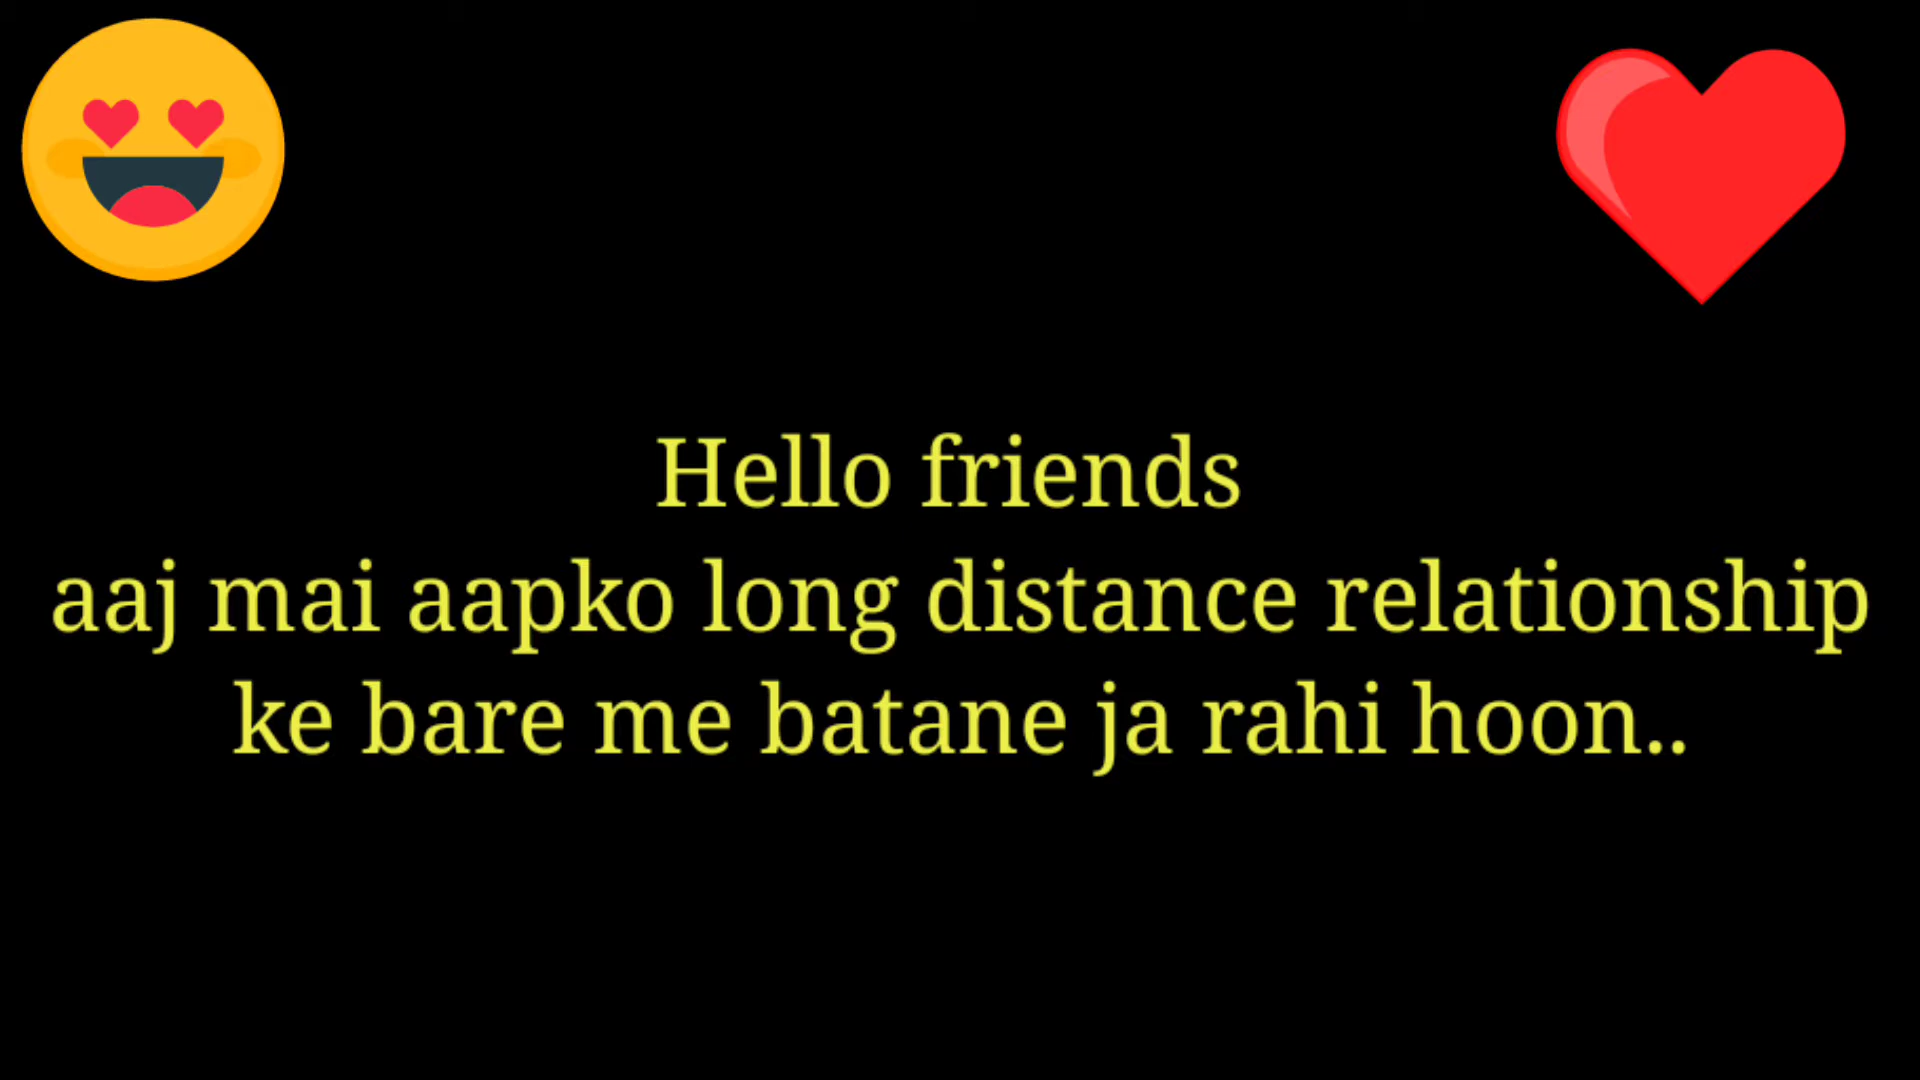 Hello friends
aaj mai aapko long distance relationship
ke bare me batane ja rahi hoon..